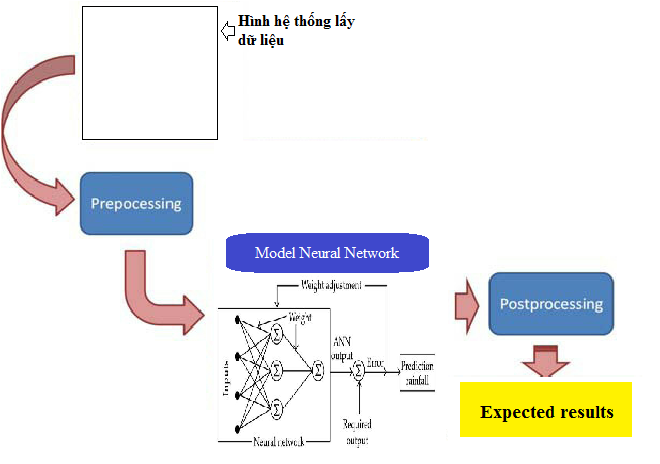 Hình hệ thống lấy
dữ liệu
Prepocessing
Model Neural Network
Weight adjustment
Weight
Σ
Σ
Σ
Σ
Σ
ANN
output
Error
Prediction
rainfall
Postprocessing
Required
output
Neural network
Expected results